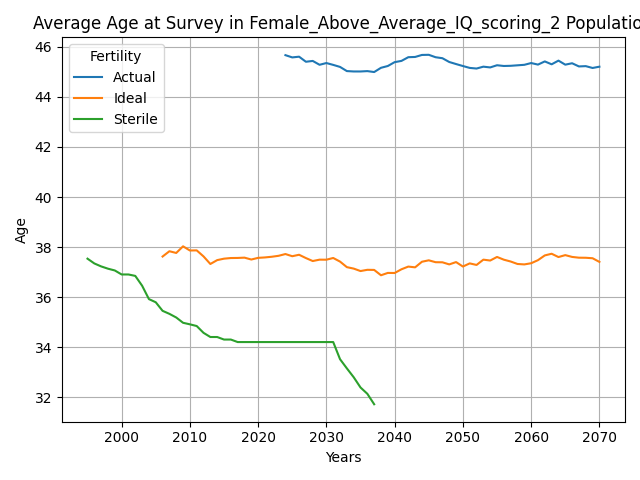 Average Age at Survey in Female_Above_Average_IQ_scoring_2 Populatio
46
44
42
40
38
36
34
32
Age
Fertility
Actual
Ideal
Sterile
2000 2010 2020 2030 2040 2050 2060 2070
Years